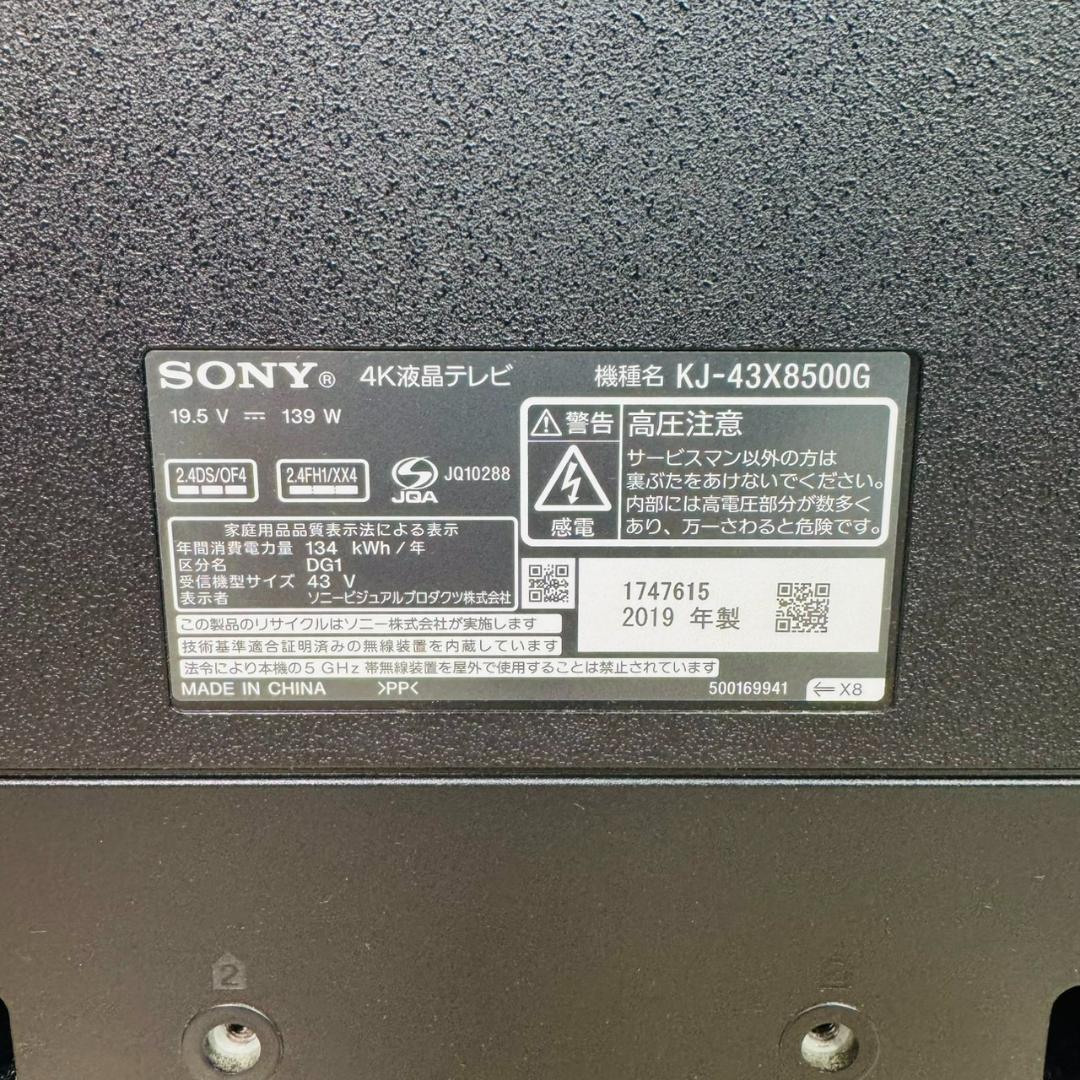 SONY® 4K液晶テレビ 機種名 KJ-43X8500G
19.5 V ⎓ 139 W
2.4DS/OF4 2.4FH1/XX4 JQA JQ10288
⚠警告 高圧注意
感電
サービスマン以外の方は
裏ぶたをあけないでください。
内部には高電圧部分が数多く
あり、万一さわると危険です。
家庭用品品質表示法による表示
年間消費電力量 134 kWh/年
区分名 DG1
受信機型サイズ 43 V
表示者 ソニービジュアルプロダクツ株式会社
1747615
2019 年製
この製品のリサイクルはソニー株式会社が実施します
技術基準適合証明済みの無線装置を内蔵しています
法令により本機の5 GHz 帯無線装置を屋外で使用することは禁止されています
MADE IN CHINA >PP< 500169941 ⇐ X8
2